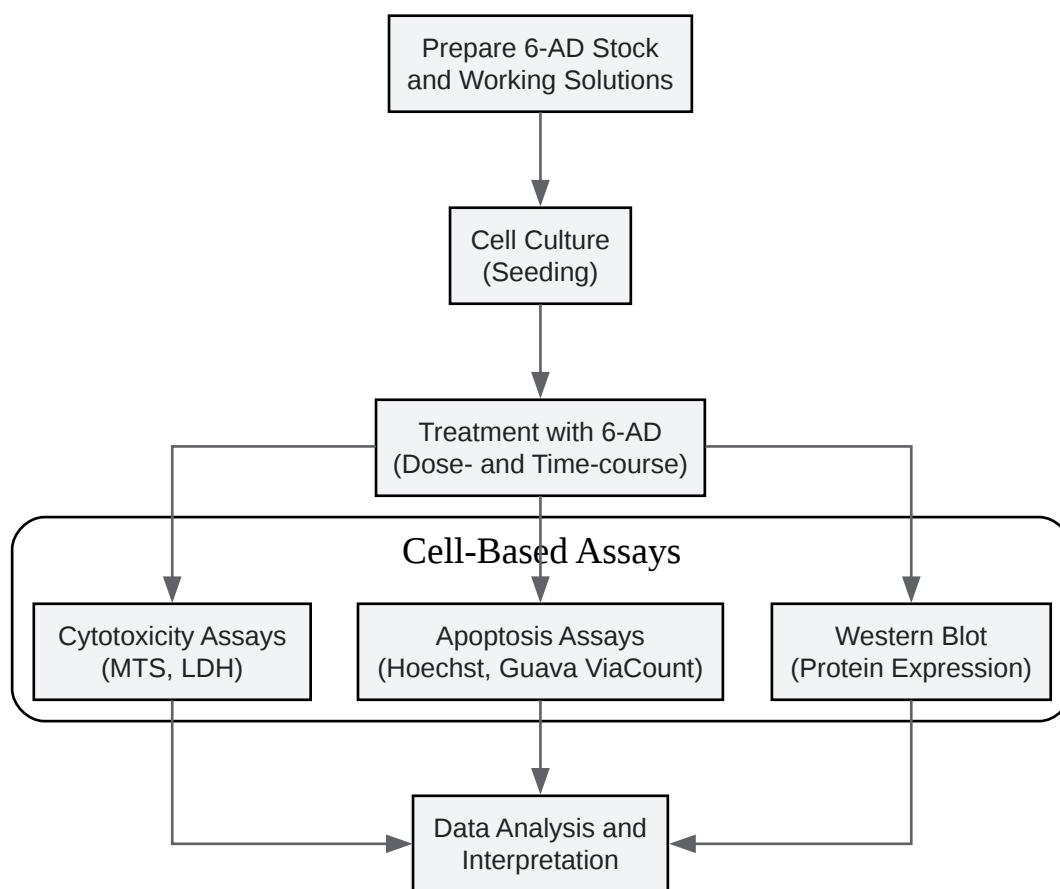 Prepare 6-AD Stock
and Working Solutions
Cell Culture
(Seeding)
Treatment with 6-AD
(Dose- and Time-course)
Cell-Based Assays
Cytotoxicity Assays
(MTS, LDH)
Apoptosis Assays
(Hoechst, Guava ViaCount)
Western Blot
(Protein Expression)
Data Analysis and
Interpretation